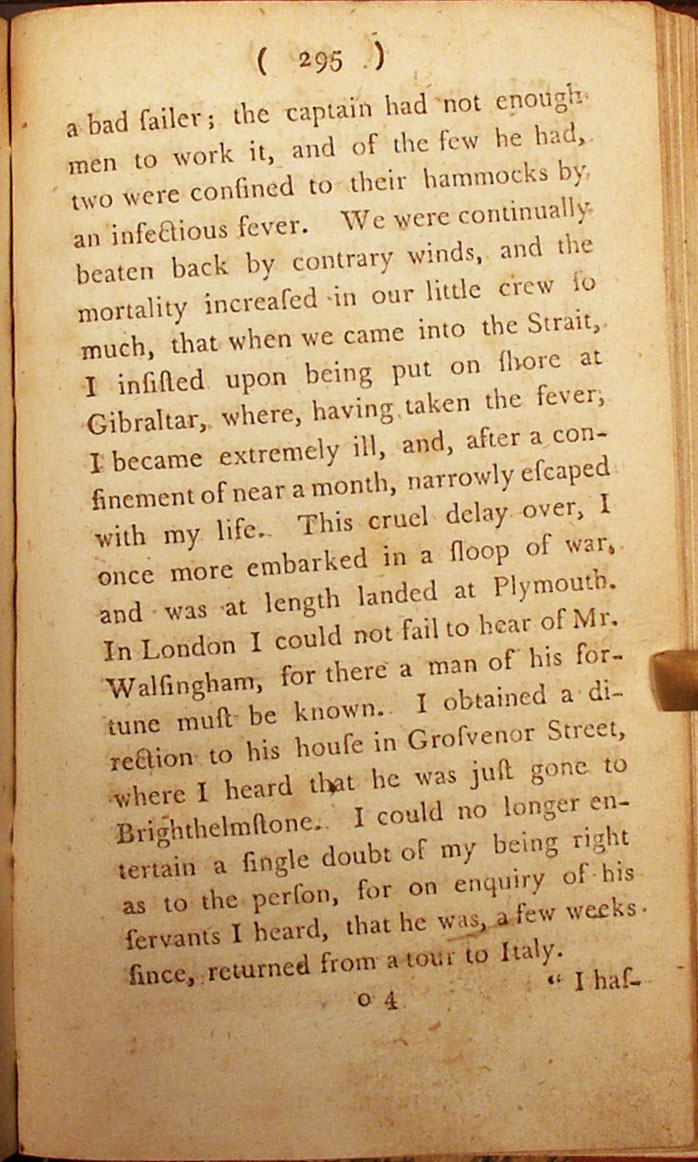 ( 295 )
a bad ſailer; the captain had not enough
men to work it, and of the few he had,
two were confined to their hammocks by
an infectious fever. We were continually
beaten back by contrary winds, and the
mortality increaſed in our little crew ſo
much, that when we came into the Strait,
I inſiſted upon being put on ſhore at
Gibraltar, where, having taken the fever,
I became extremely ill, and, after a con-
finement of near a month, narrowly eſcaped
with my life. This cruel delay over, I
once more embarked in a ſloop of war,
and was at length landed at Plymouth.
In London I could not fail to hear of Mr.
Walſingham, for there a man of his for-
tune muſt be known. I obtained a di-
rection to his houſe in Groſvenor Street,
where I heard that he was juſt gone to
Brighthelmſtone. I could no longer en-
tertain a ſingle doubt of my being right
as to the perſon, for on enquiry of his
ſervants I heard, that he was, a few weeks
ſince, returned from a tour to Italy.
O 4 “ I haſ-